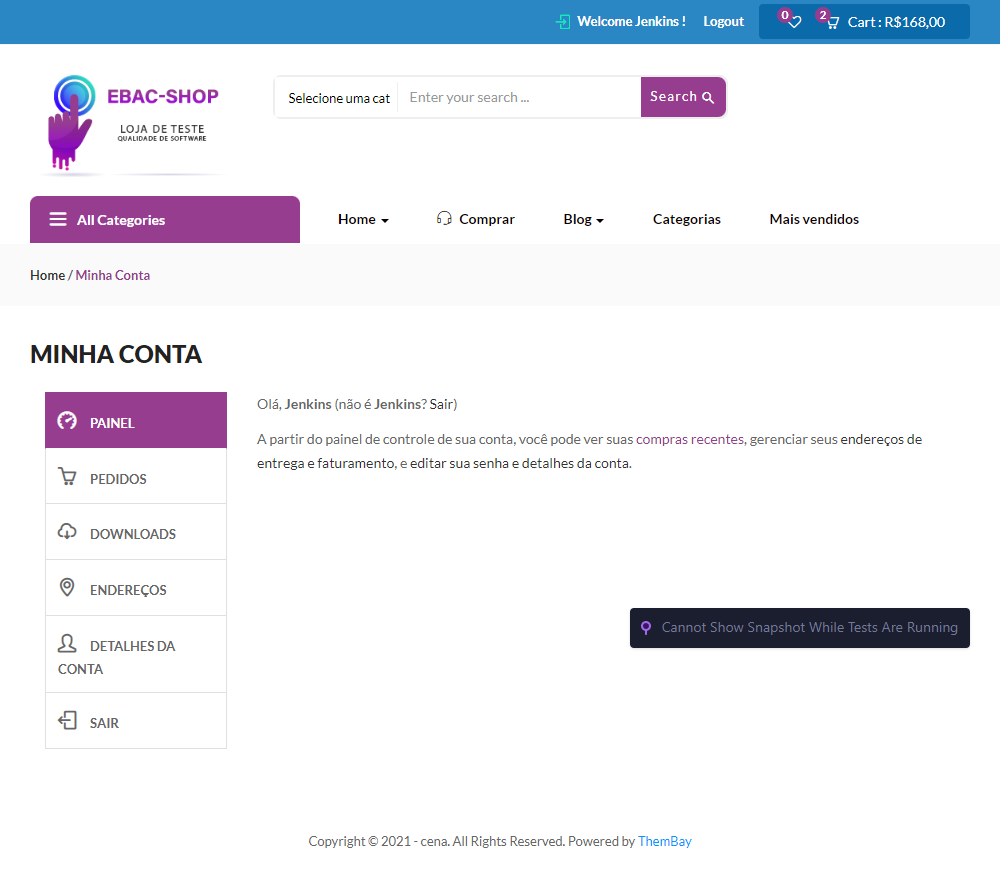 Welcome Jenkins ! Logout 0 2 Cart : R$168,00
EBAC-SHOP
LOJA DE TESTE
QUALIDADE DE SOFTWARE
Selecione uma cat Enter your search ... Search
All Categories Home Comprar Blog Categorias Mais vendidos
Home / Minha Conta
MINHA CONTA
PAINEL
PEDIDOS
DOWNLOADS
ENDEREÇOS
DETALHES DA
CONTA
SAIR
Olá, Jenkins (não é Jenkins? Sair)
A partir do painel de controle de sua conta, você pode ver suas compras recentes, gerenciar seus endereços de
entrega e faturamento, e editar sua senha e detalhes da conta.
Cannot Show Snapshot While Tests Are Running
Copyright © 2021 - cena. All Rights Reserved. Powered by ThemBay